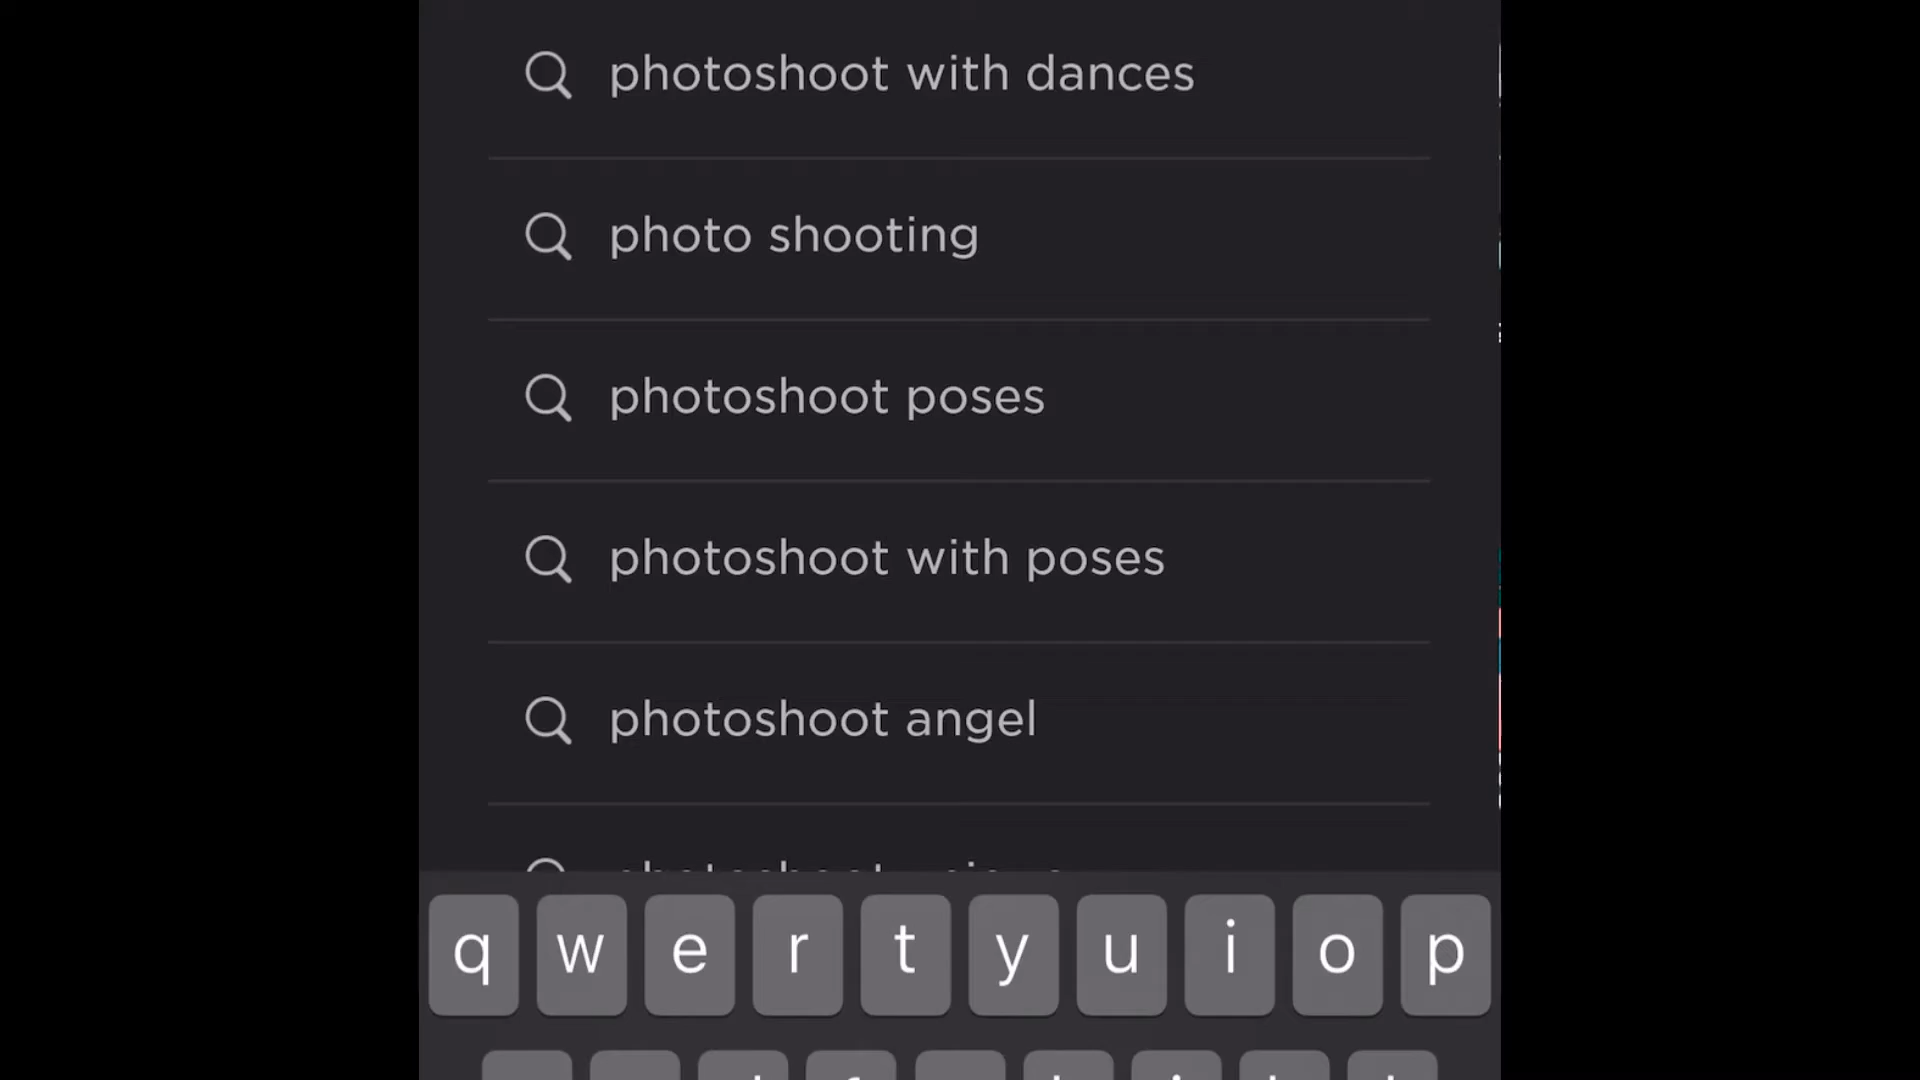 photoshoot with dances
photo shooting
photoshoot poses
photoshoot with poses
photoshoot angel
q w e r t y u i o p